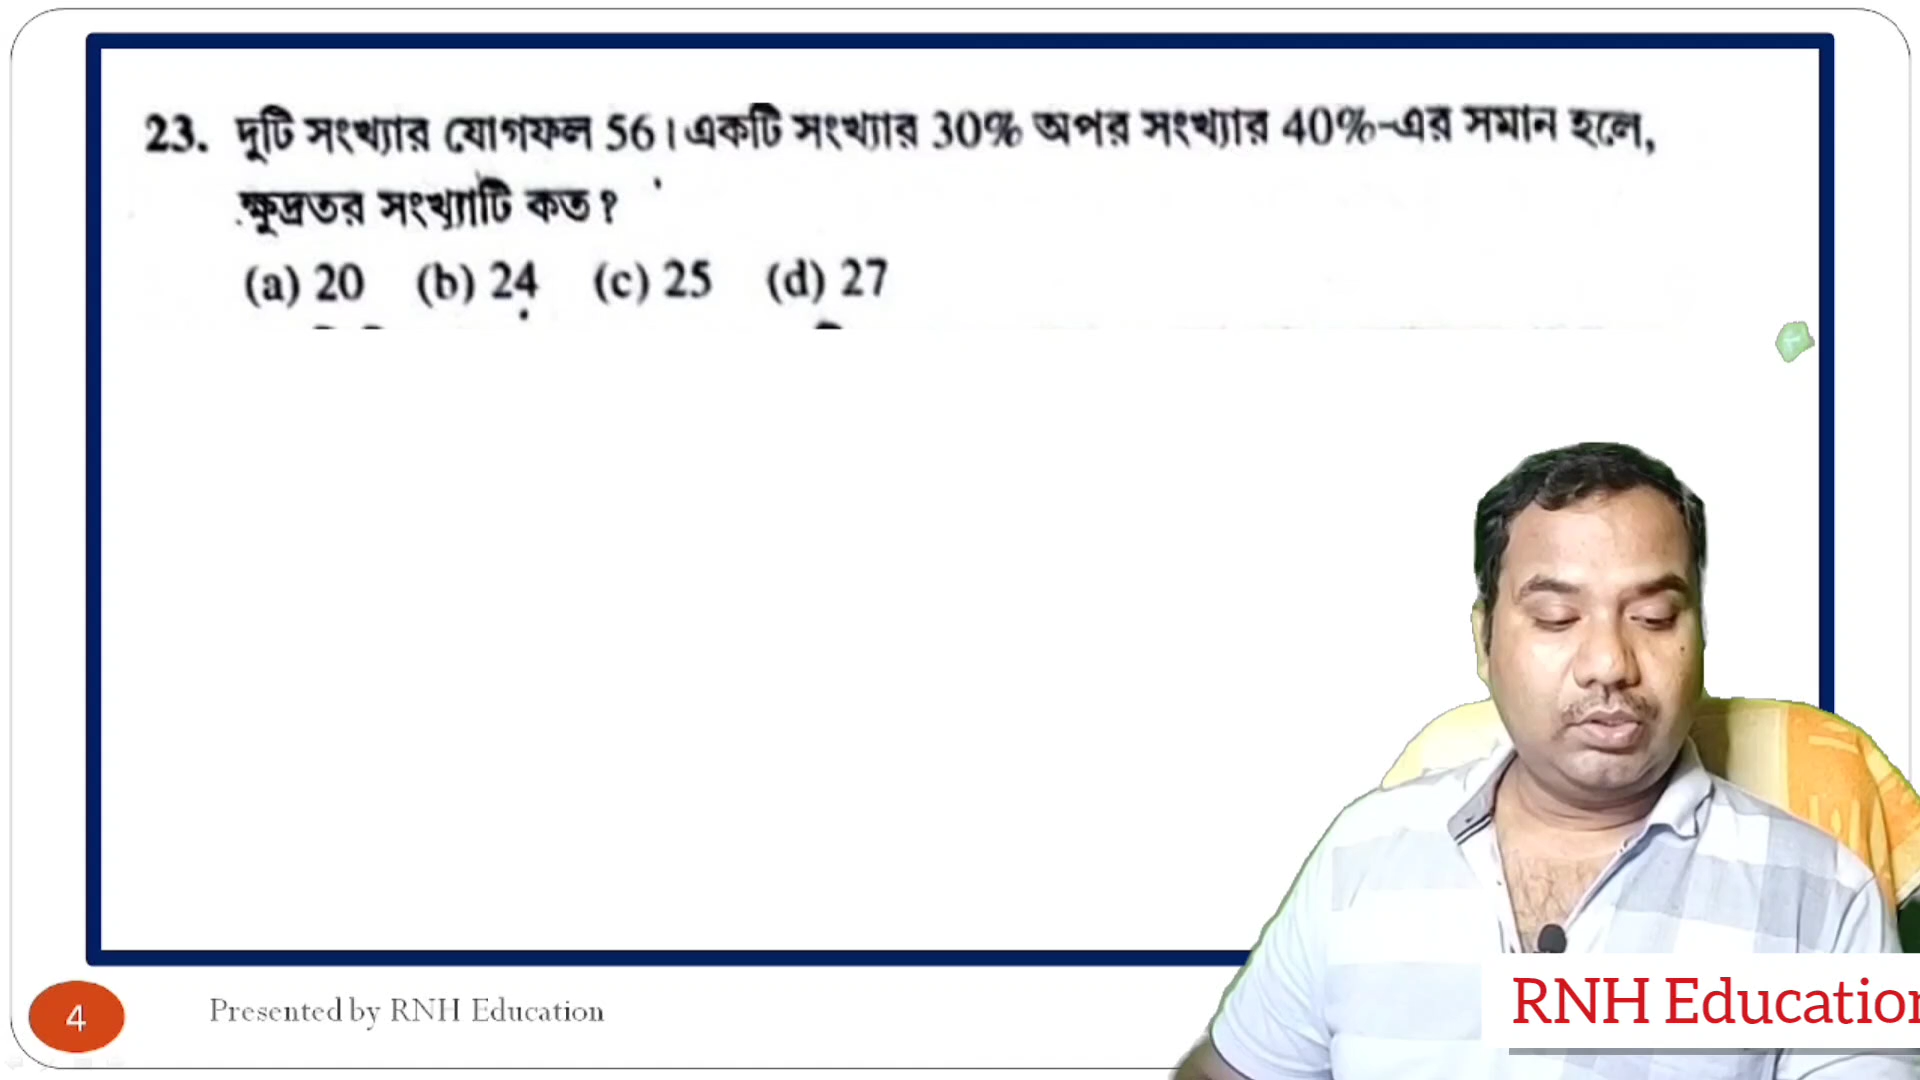 23. দুটি সংখ্যার যোগফল 56। একটি সংখ্যার 30% অপর সংখ্যার 40%-এর সমান হলে,
ক্ষুদ্রতর সংখ্যাটি কত?
(a) 20 (b) 24 (c) 25 (d) 27
4
Presented by RNH Education
RNH Education